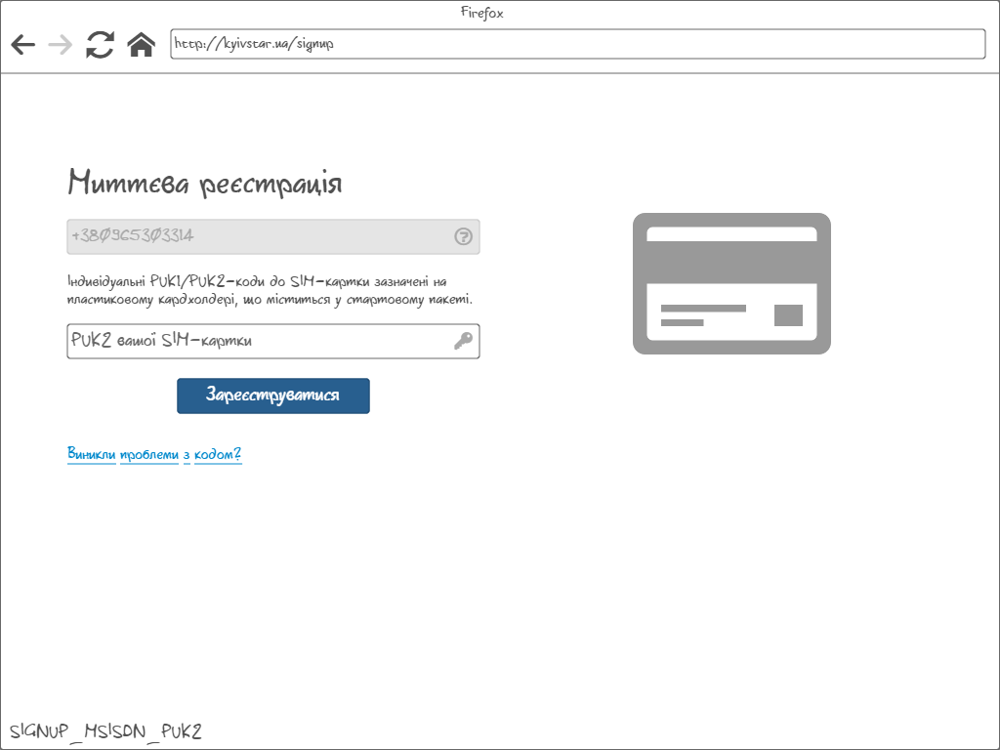 Firefox
http://kyivstar.ua/signup
Миттєва реєстрація
+380965303314
Індивідуальні PUK1/PUK2-коди до SIM-картки зазначені на
пластиковому кардхолдері, що міститься у стартовому пакеті.
PUK2 вашої SIM-картки
Зареєструватися
Виникли проблеми з кодом?
SIGNUP_MSISDN_PUK2